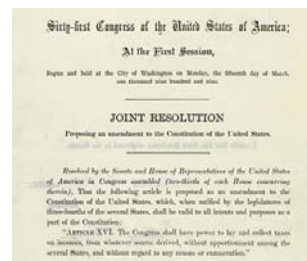 Sixty-first Congress of the United States of America;
At the First Session,
Begun and held at the City of Washington on Monday, the fifteenth day of March,
one thousand nine hundred and nine.
JOINT RESOLUTION
Proposing an amendment to the Constitution of the United States.
Resolved by the Senate and House of Representatives of the United States
of America in Congress assembled (two-thirds of each House concurring
therein), That the following article is proposed as an amendment to the
Constitution of the United States, which, when ratified by the legislatures of
three-fourths of the several States, shall be valid to all intents and purposes as a
part of the Constitution:
"ARTICLE XVI. The Congress shall have power to lay and collect taxes
on incomes, from whatever source derived, without apportionment among the
several States, and without regard to any census or enumeration."